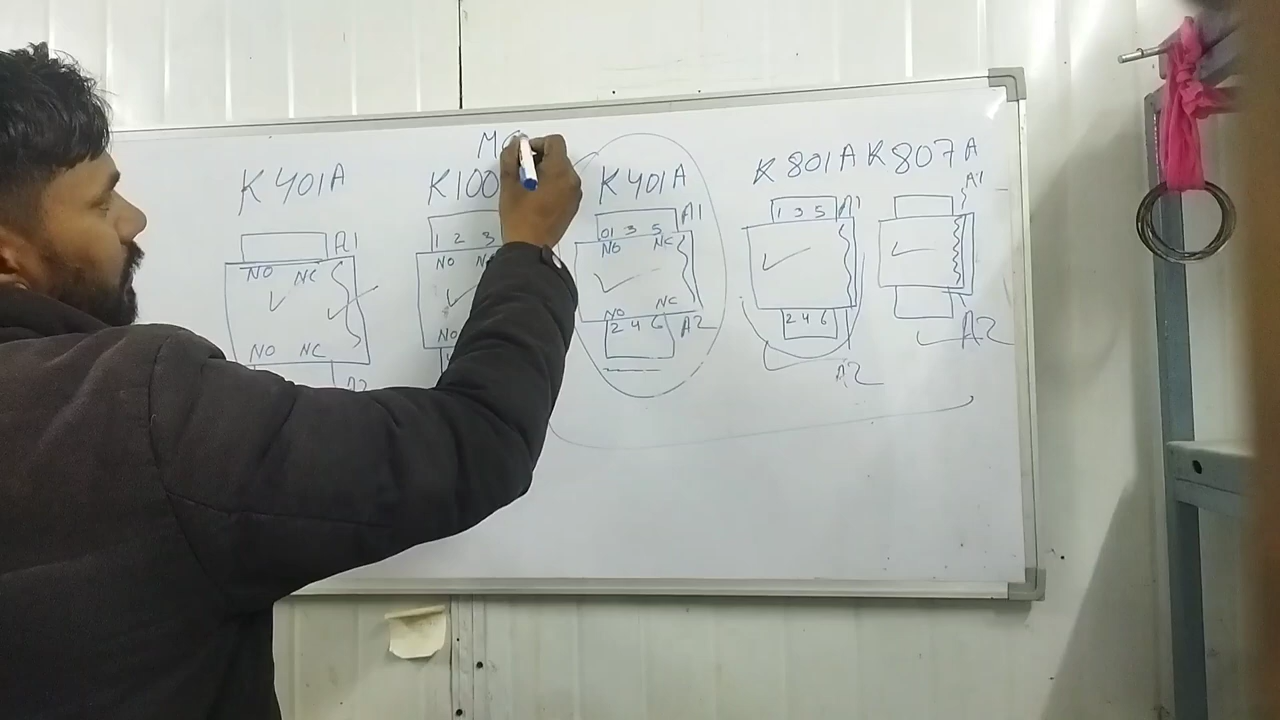 K401A
A1
NO NC
NO NC
A2
K100
1 2 3
NO
NO
K401A
A1
01 3 5
NO NC
NO NC
2 4 6
A2
K801A
1 3 5 A1
2 4 6
A2
K807A
A1
A2